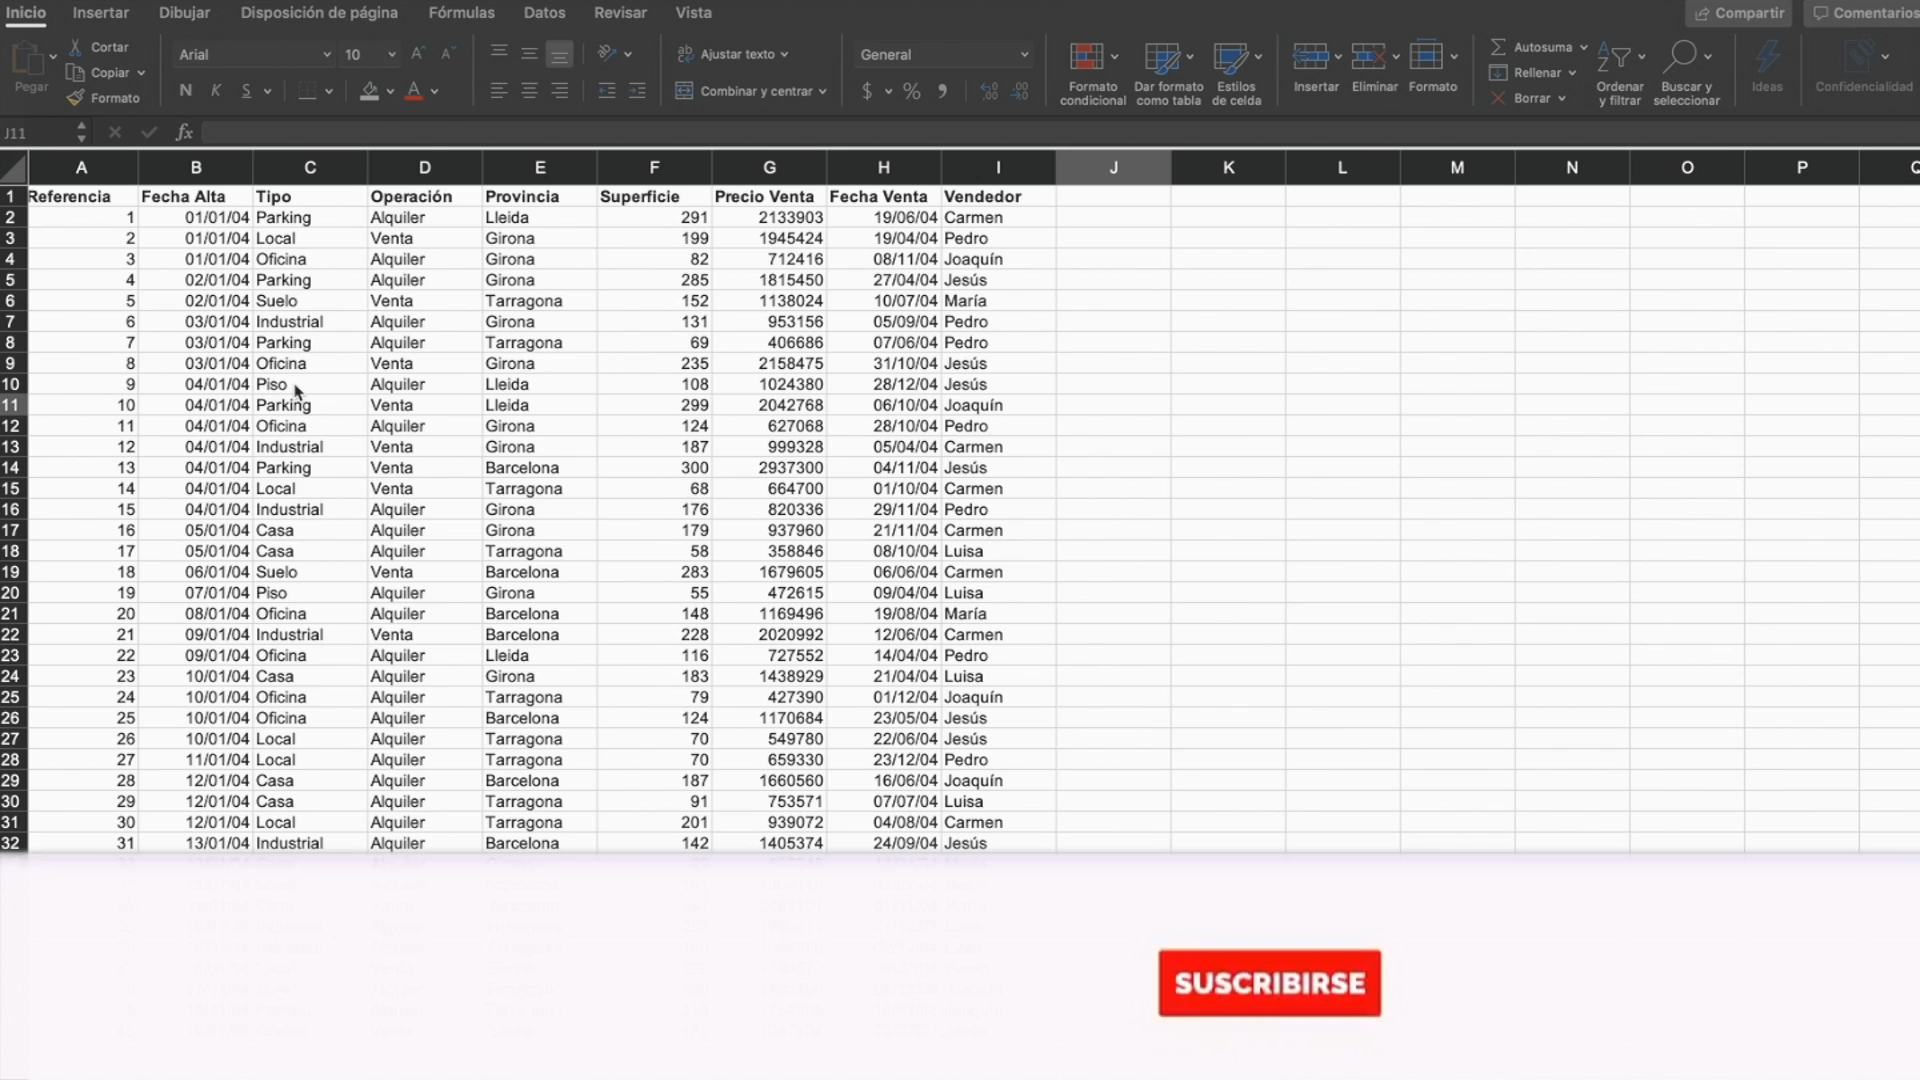 Inicio Insertar Dibujar Disposición de página Fórmulas Datos Revisar Vista Compartir Comentarios
Pegar Cortar Copiar Formato
Arial 10
N K S
Ajustar texto
Combinar y centrar
General
$ % 
Formato condicional Dar formato como tabla Estilos de celda Insertar Eliminar Formato
Autosuma Rellenar Borrar
Ordenar y filtrar Buscar y seleccionar Ideas Confidencialidad
J11 fx
A B C D E F G H I J K L M N O P Q
1 Referencia Fecha Alta Tipo Operación Provincia Superficie Precio Venta Fecha Venta Vendedor
2 1 01/01/04 Parking Alquiler Lleida 291 2133903 19/06/04 Carmen
3 2 01/01/04 Local Venta Girona 199 1945424 19/04/04 Pedro
4 3 01/01/04 Oficina Alquiler Girona 82 712416 08/11/04 Joaquín
5 4 02/01/04 Parking Alquiler Girona 285 1815450 27/04/04 Jesús
6 5 02/01/04 Suelo Venta Tarragona 152 1138024 10/07/04 María
7 6 03/01/04 Industrial Alquiler Girona 131 953156 05/09/04 Pedro
8 7 03/01/04 Parking Alquiler Tarragona 69 406686 07/06/04 Pedro
9 8 03/01/04 Oficina Venta Girona 235 2158475 31/10/04 Jesús
10 9 04/01/04 Piso Alquiler Lleida 108 1024380 28/12/04 Jesús
11 10 04/01/04 Parking Venta Lleida 299 2042768 06/10/04 Joaquín
12 11 04/01/04 Oficina Alquiler Girona 124 627068 28/10/04 Pedro
13 12 04/01/04 Industrial Venta Girona 187 999328 05/04/04 Carmen
14 13 04/01/04 Parking Venta Barcelona 300 2937300 04/11/04 Jesús
15 14 04/01/04 Local Venta Tarragona 68 664700 01/10/04 Carmen
16 15 04/01/04 Industrial Alquiler Girona 176 820336 29/11/04 Pedro
17 16 05/01/04 Casa Alquiler Girona 179 937960 21/11/04 Carmen
18 17 05/01/04 Casa Alquiler Tarragona 58 358846 08/10/04 Luisa
19 18 06/01/04 Suelo Venta Barcelona 283 1679605 06/06/04 Carmen
20 19 07/01/04 Piso Alquiler Girona 55 472615 09/04/04 Luisa
21 20 08/01/04 Oficina Alquiler Barcelona 148 1169496 19/08/04 María
22 21 09/01/04 Industrial Venta Barcelona 228 2020992 12/06/04 Carmen
23 22 09/01/04 Oficina Alquiler Lleida 116 727552 14/04/04 Pedro
24 23 10/01/04 Casa Alquiler Girona 183 1438929 21/04/04 Luisa
25 24 10/01/04 Oficina Alquiler Tarragona 79 427390 01/12/04 Joaquín
26 25 10/01/04 Oficina Alquiler Barcelona 124 1170684 23/05/04 Jesús
27 26 10/01/04 Local Alquiler Tarragona 70 549780 22/06/04 Jesús
28 27 11/01/04 Local Alquiler Tarragona 70 659330 23/12/04 Pedro
29 28 12/01/04 Casa Alquiler Barcelona 187 1660560 16/06/04 Joaquín
30 29 12/01/04 Casa Alquiler Tarragona 91 753571 07/07/04 Luisa
31 30 12/01/04 Local Alquiler Tarragona 201 939072 04/08/04 Carmen
32 31 13/01/04 Industrial Alquiler Barcelona 142 1405374 24/09/04 Jesús
SUSCRIBIRSE